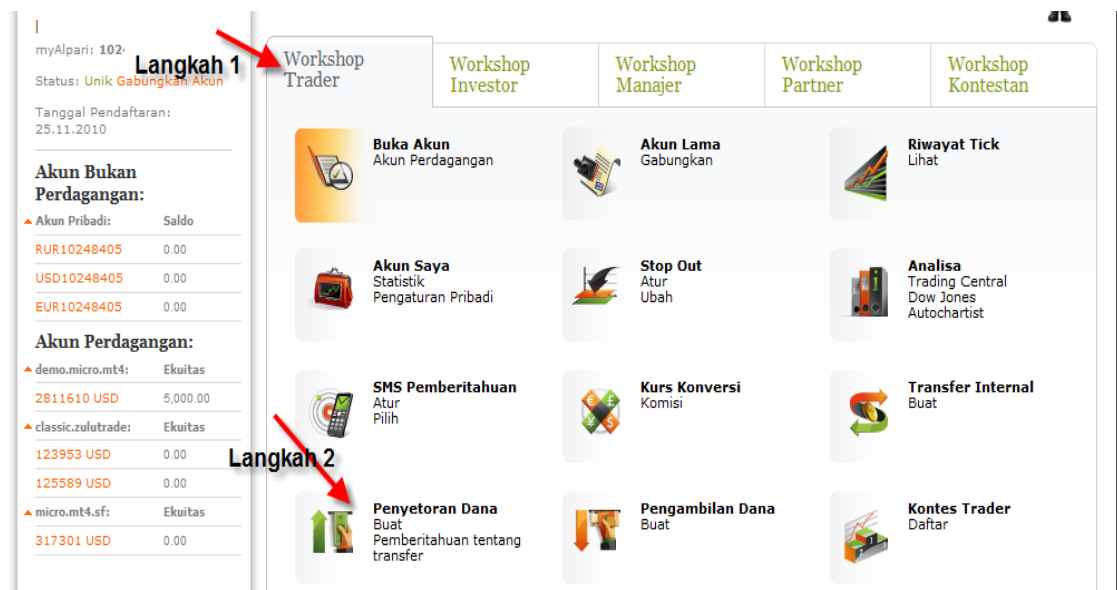 myAlpari: 102
Langkah 1
Status: Unik Gabungkan Akun
Tanggal Pendaftaran:
25.11.2010
Akun Bukan
Perdagangan:
Akun Pribadi: Saldo
RUR10248405 0.00
USD10248405 0.00
EUR10248405 0.00
Akun Perdagangan:
demo.micro.mt4: Ekuitas
2811610 USD 5,000.00
classic.zulutrade: Ekuitas
123953 USD 0.00
125589 USD 0.00
micro.mt4.sf: Ekuitas
317301 USD 0.00
Workshop
Trader
Workshop
Investor
Workshop
Manajer
Workshop
Partner
Workshop
Kontestan
Buka Akun
Akun Perdagangan
Akun Lama
Gabungkan
Riwayat Tick
Lihat
Akun Saya
Statistik
Pengaturan Pribadi
Stop Out
Atur
Ubah
Analisa
Trading Central
Dow Jones
Autochartist
SMS Pemberitahuan
Atur
Pilih
Kurs Konversi
Komisi
Transfer Internal
Buat
Langkah 2
Penyetoran Dana
Buat
Pemberitahuan tentang
transfer
Pengambilan Dana
Buat
Kontes Trader
Daftar